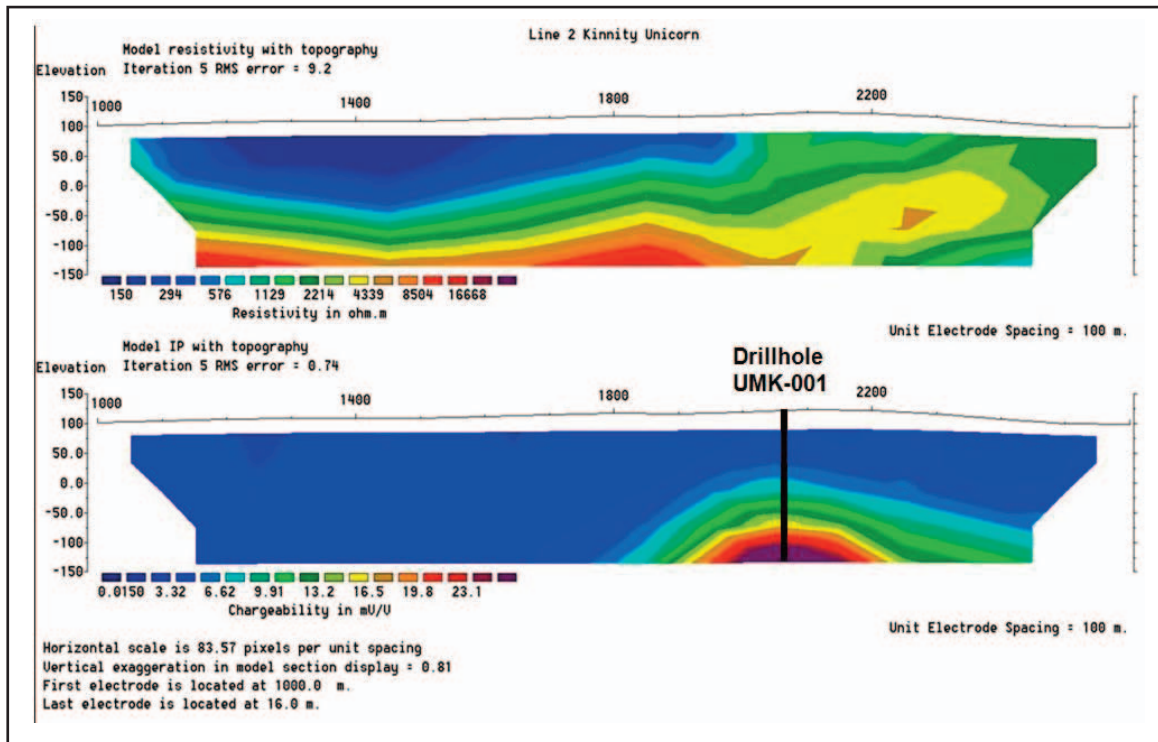 Line 2 Kinnity Unicorn
Model resistivity with topography
Elevation Iteration 5 RMS error = 9.2
150 1000 1400 1800 2200
100
50.0
0.0
-50.0
-100
-150
150 294 576 1129 2214 4339 8504 16668
Resistivity in ohm.m
Unit Electrode Spacing = 100 m.
Model IP with topography
Elevation Iteration 5 RMS error = 0.74
Drillhole
UMK-001
150 1000 1400 1800 2200
100
50.0
0.0
-50.0
-100
-150
0.0150 3.32 6.62 9.91 13.2 16.5 19.8 23.1
Chargeability in mV/V
Unit Electrode Spacing = 100 m.
Horizontal scale is 83.57 pixels per unit spacing
Vertical exaggeration in model section display = 0.81
First electrode is located at 1000.0 m.
Last electrode is located at 16.0 m.